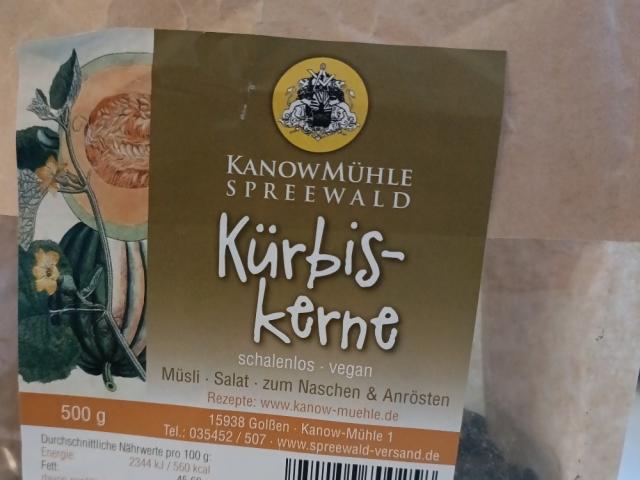 KANOWMÜHLE
SPREEWALD
Kürbis-
kerne
schalenlos · vegan
Müsli · Salat · zum Naschen & Anrösten
Rezepte: www.kanow-muehle.de
500 g
15938 Golßen · Kanow-Mühle 1
Tel.: 035452 / 507 · www.spreewald-versand.de
Durchschnittliche Nährwerte pro 100 g:
Energie: 2344 kJ / 560 kcal
Fett: